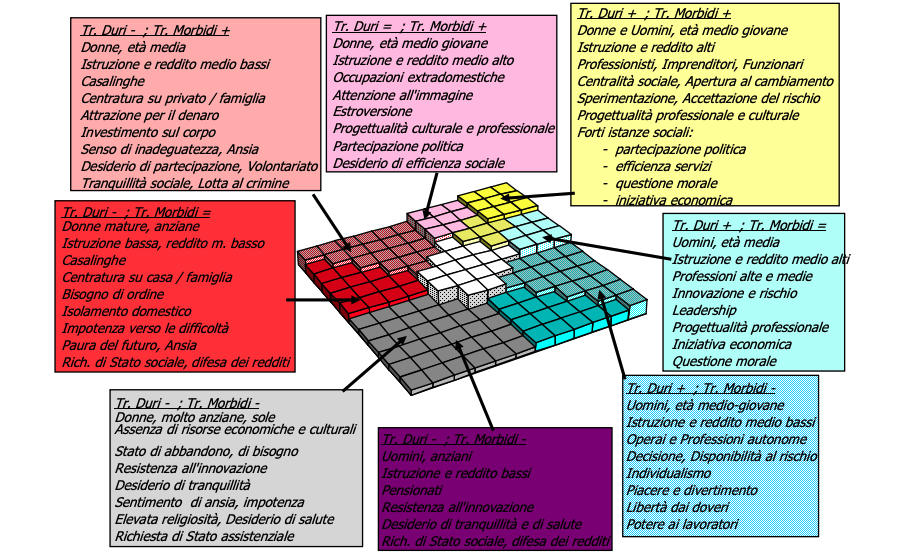 Tr. Duri -  ; Tr. Morbidi +
Donne, età media
Istruzione e reddito medio bassi
Casalinghe
Centratura su privato / famiglia
Attrazione per il denaro
Investimento sul corpo
Senso di inadeguatezza, Ansia
Desiderio di partecipazione, Volontariato
Tranquillità sociale, Lotta al crimine
Tr. Duri =  ; Tr. Morbidi +
Donne, età medio giovane
Istruzione e reddito medio alto
Occupazioni extradomestiche
Attenzione all'immagine
Estroversione
Progettualità culturale e professionale
Partecipazione politica
Desiderio di efficienza sociale
Tr. Duri +  ; Tr. Morbidi +
Donne e Uomini, età medio giovane
Istruzione e reddito alti
Professionisti, Imprenditori, Funzionari
Centralità sociale, Apertura al cambiamento
Sperimentazione, Accettazione del rischio
Progettualità professionale e culturale
Forti istanze sociali:
- partecipazione politica
- efficienza servizi
- questione morale
- iniziativa economica
Tr. Duri -  ; Tr. Morbidi =
Donne mature, anziane
Istruzione bassa, reddito m. basso
Casalinghe
Centratura su casa / famiglia
Bisogno di ordine
Isolamento domestico
Impotenza verso le difficoltà
Paura del futuro, Ansia
Rich. di Stato sociale, difesa dei redditi
Tr. Duri +  ; Tr. Morbidi =
Uomini, età media
Istruzione e reddito medio alti
Professioni alte e medie
Innovazione e rischio
Leadership
Progettualità professionale
Iniziativa economica
Questione morale
Tr. Duri -  ; Tr. Morbidi -
Donne, molto anziane, sole
Assenza di risorse economiche e culturali
Stato di abbandono, di bisogno
Resistenza all'innovazione
Desiderio di tranquillità
Sentimento  di ansia, impotenza
Elevata religiosità, Desiderio di salute
Richiesta di Stato assistenziale
Tr. Duri -  ; Tr. Morbidi -
Uomini, anziani
Istruzione e reddito bassi
Pensionati
Resistenza all'innovazione
Desiderio di tranquillità e di salute
Rich. di Stato sociale, difesa dei redditi
Tr. Duri +  ; Tr. Morbidi -
Uomini, età medio-giovane
Istruzione e reddito medio bassi
Operai e Professioni autonome
Decisione, Disponibilità al rischio
Individualismo
Piacere e divertimento
Libertà dai doveri
Potere ai lavoratori